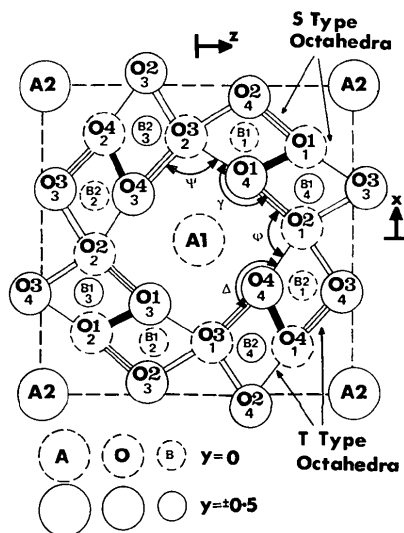 S Type
Octahedra
z
A2
O2
3
O2
4
A2
O4
2
B2
3
O3
2
B1
1
O1
1
O3
3
B2
2
O4
3
ψ
O1
4
γ
B1
4
O3
3
x
O2
2
A1
φ
O2
1
O3
4
B1
3
O1
3
Δ
O4
4
B2
1
O3
4
O1
2
B1
2
O3
1
B2
4
O4
1
A2
O2
3
O2
4
A2
T Type
Octahedra
A O B y=0
y=±0·5